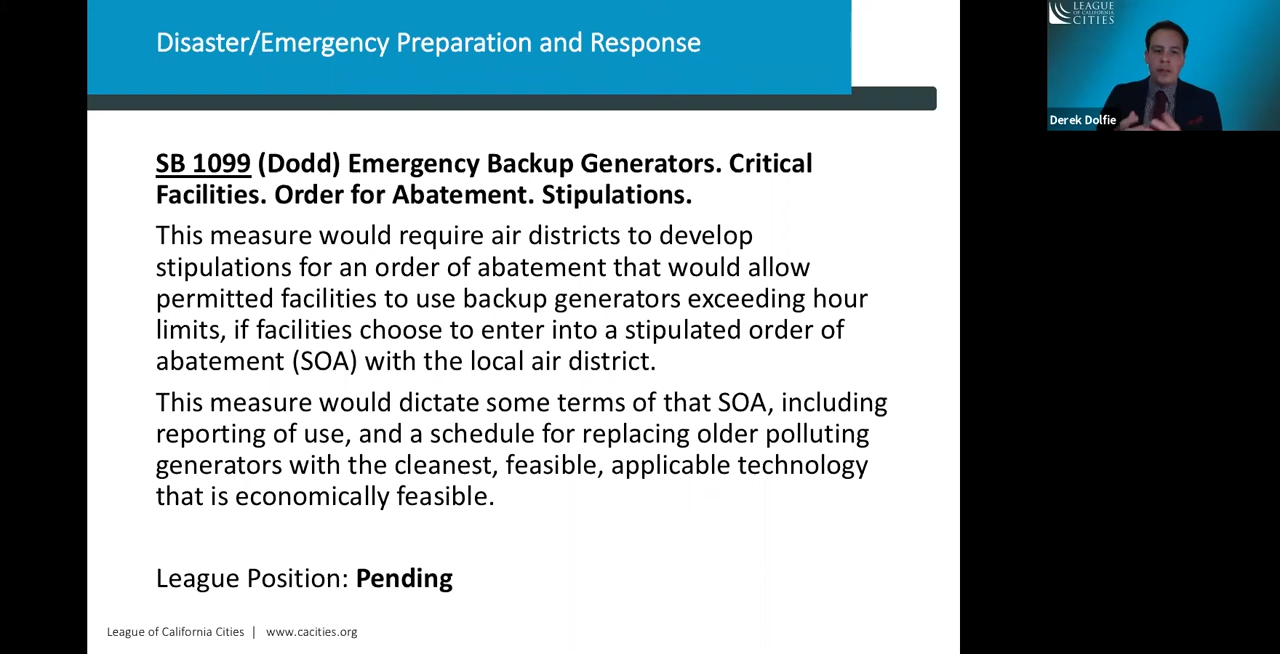 Disaster/Emergency Preparation and Response
SB 1099 (Dodd) Emergency Backup Generators. Critical
Facilities. Order for Abatement. Stipulations.
This measure would require air districts to develop
stipulations for an order of abatement that would allow
permitted facilities to use backup generators exceeding hour
limits, if facilities choose to enter into a stipulated order of
abatement (SOA) with the local air district.
This measure would dictate some terms of that SOA, including
reporting of use, and a schedule for replacing older polluting
generators with the cleanest, feasible, applicable technology
that is economically feasible.
League Position: Pending
League of California Cities | www.cacities.org
LEAGUE
OF CALIFORNIA
CITIES
Derek Dolfie